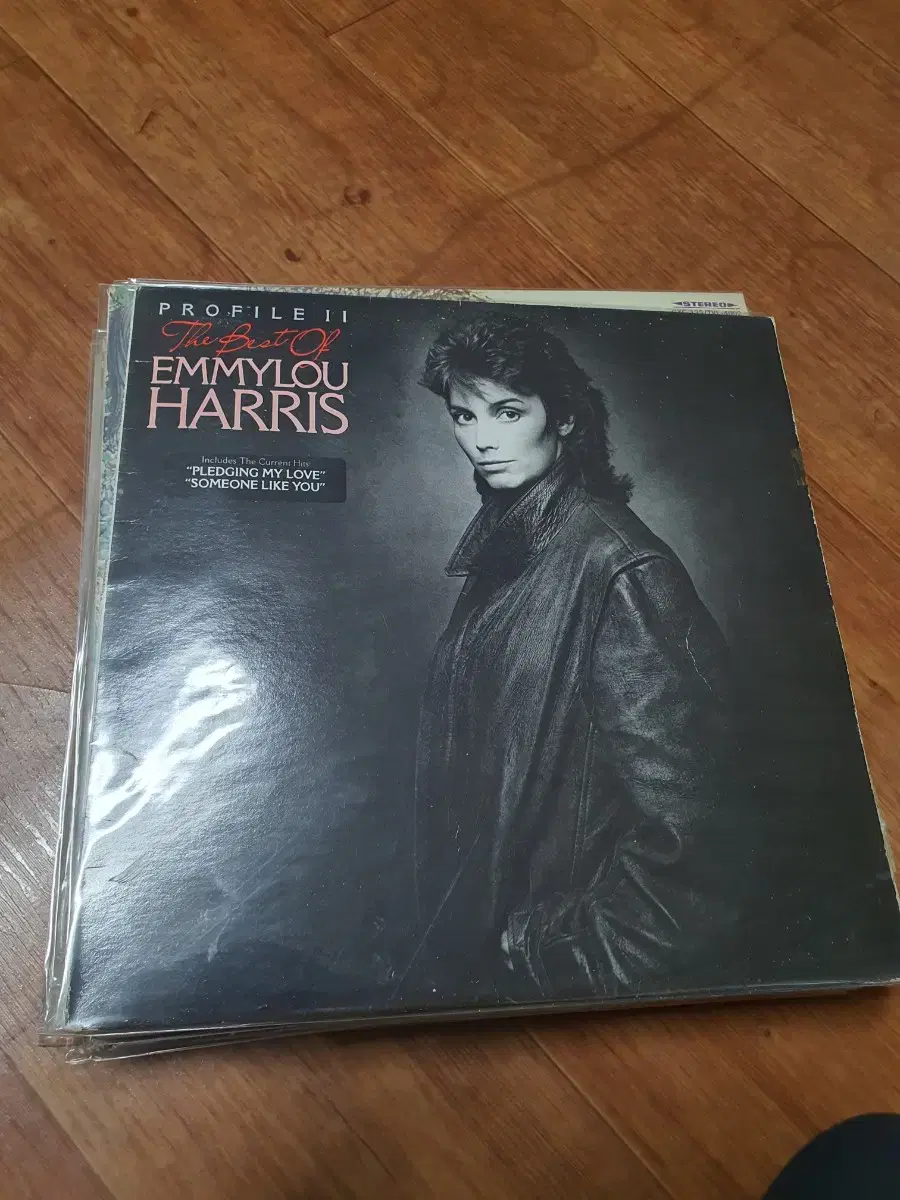 PROFILE II
The Best Of
EMMYLOU
HARRIS
Includes The Current Hits:
"PLEDGING MY LOVE"
"SOMEONE LIKE YOU"
STEREO